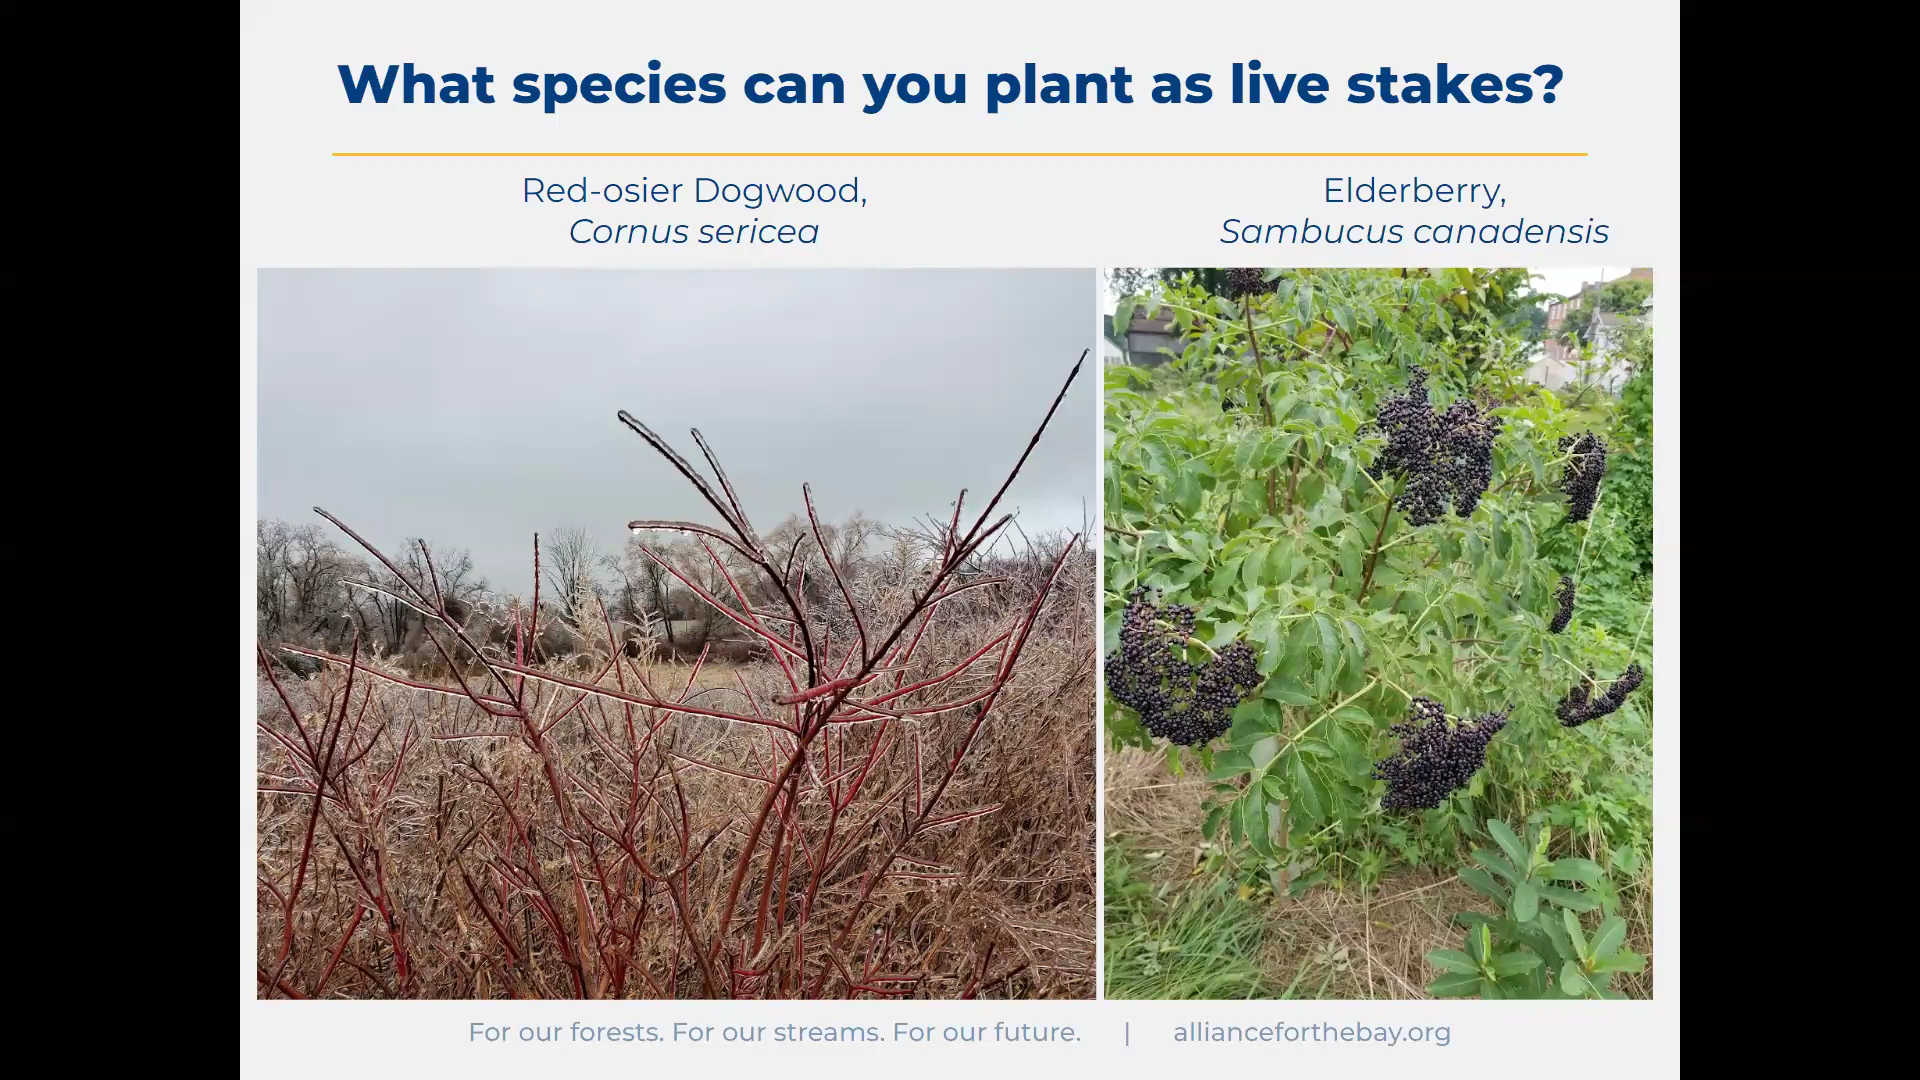 What species can you plant as live stakes?
Red-osier Dogwood,
Cornus sericea
Elderberry,
Sambucus canadensis
For our forests. For our streams. For our future. | allianceforthebay.org